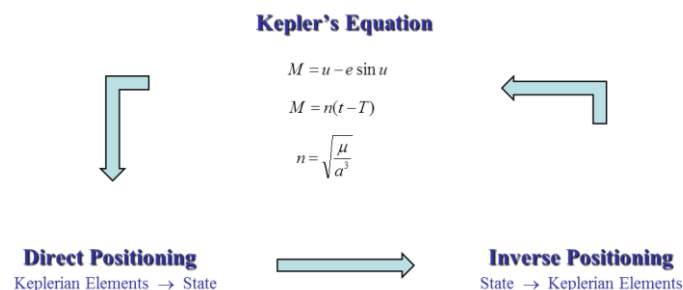 Kepler’s Equation
M = u – e sin u
M = n(t – T)
n = √(μ/a³)
Direct Positioning
Keplerian Elements → State
Inverse Positioning
State → Keplerian Elements